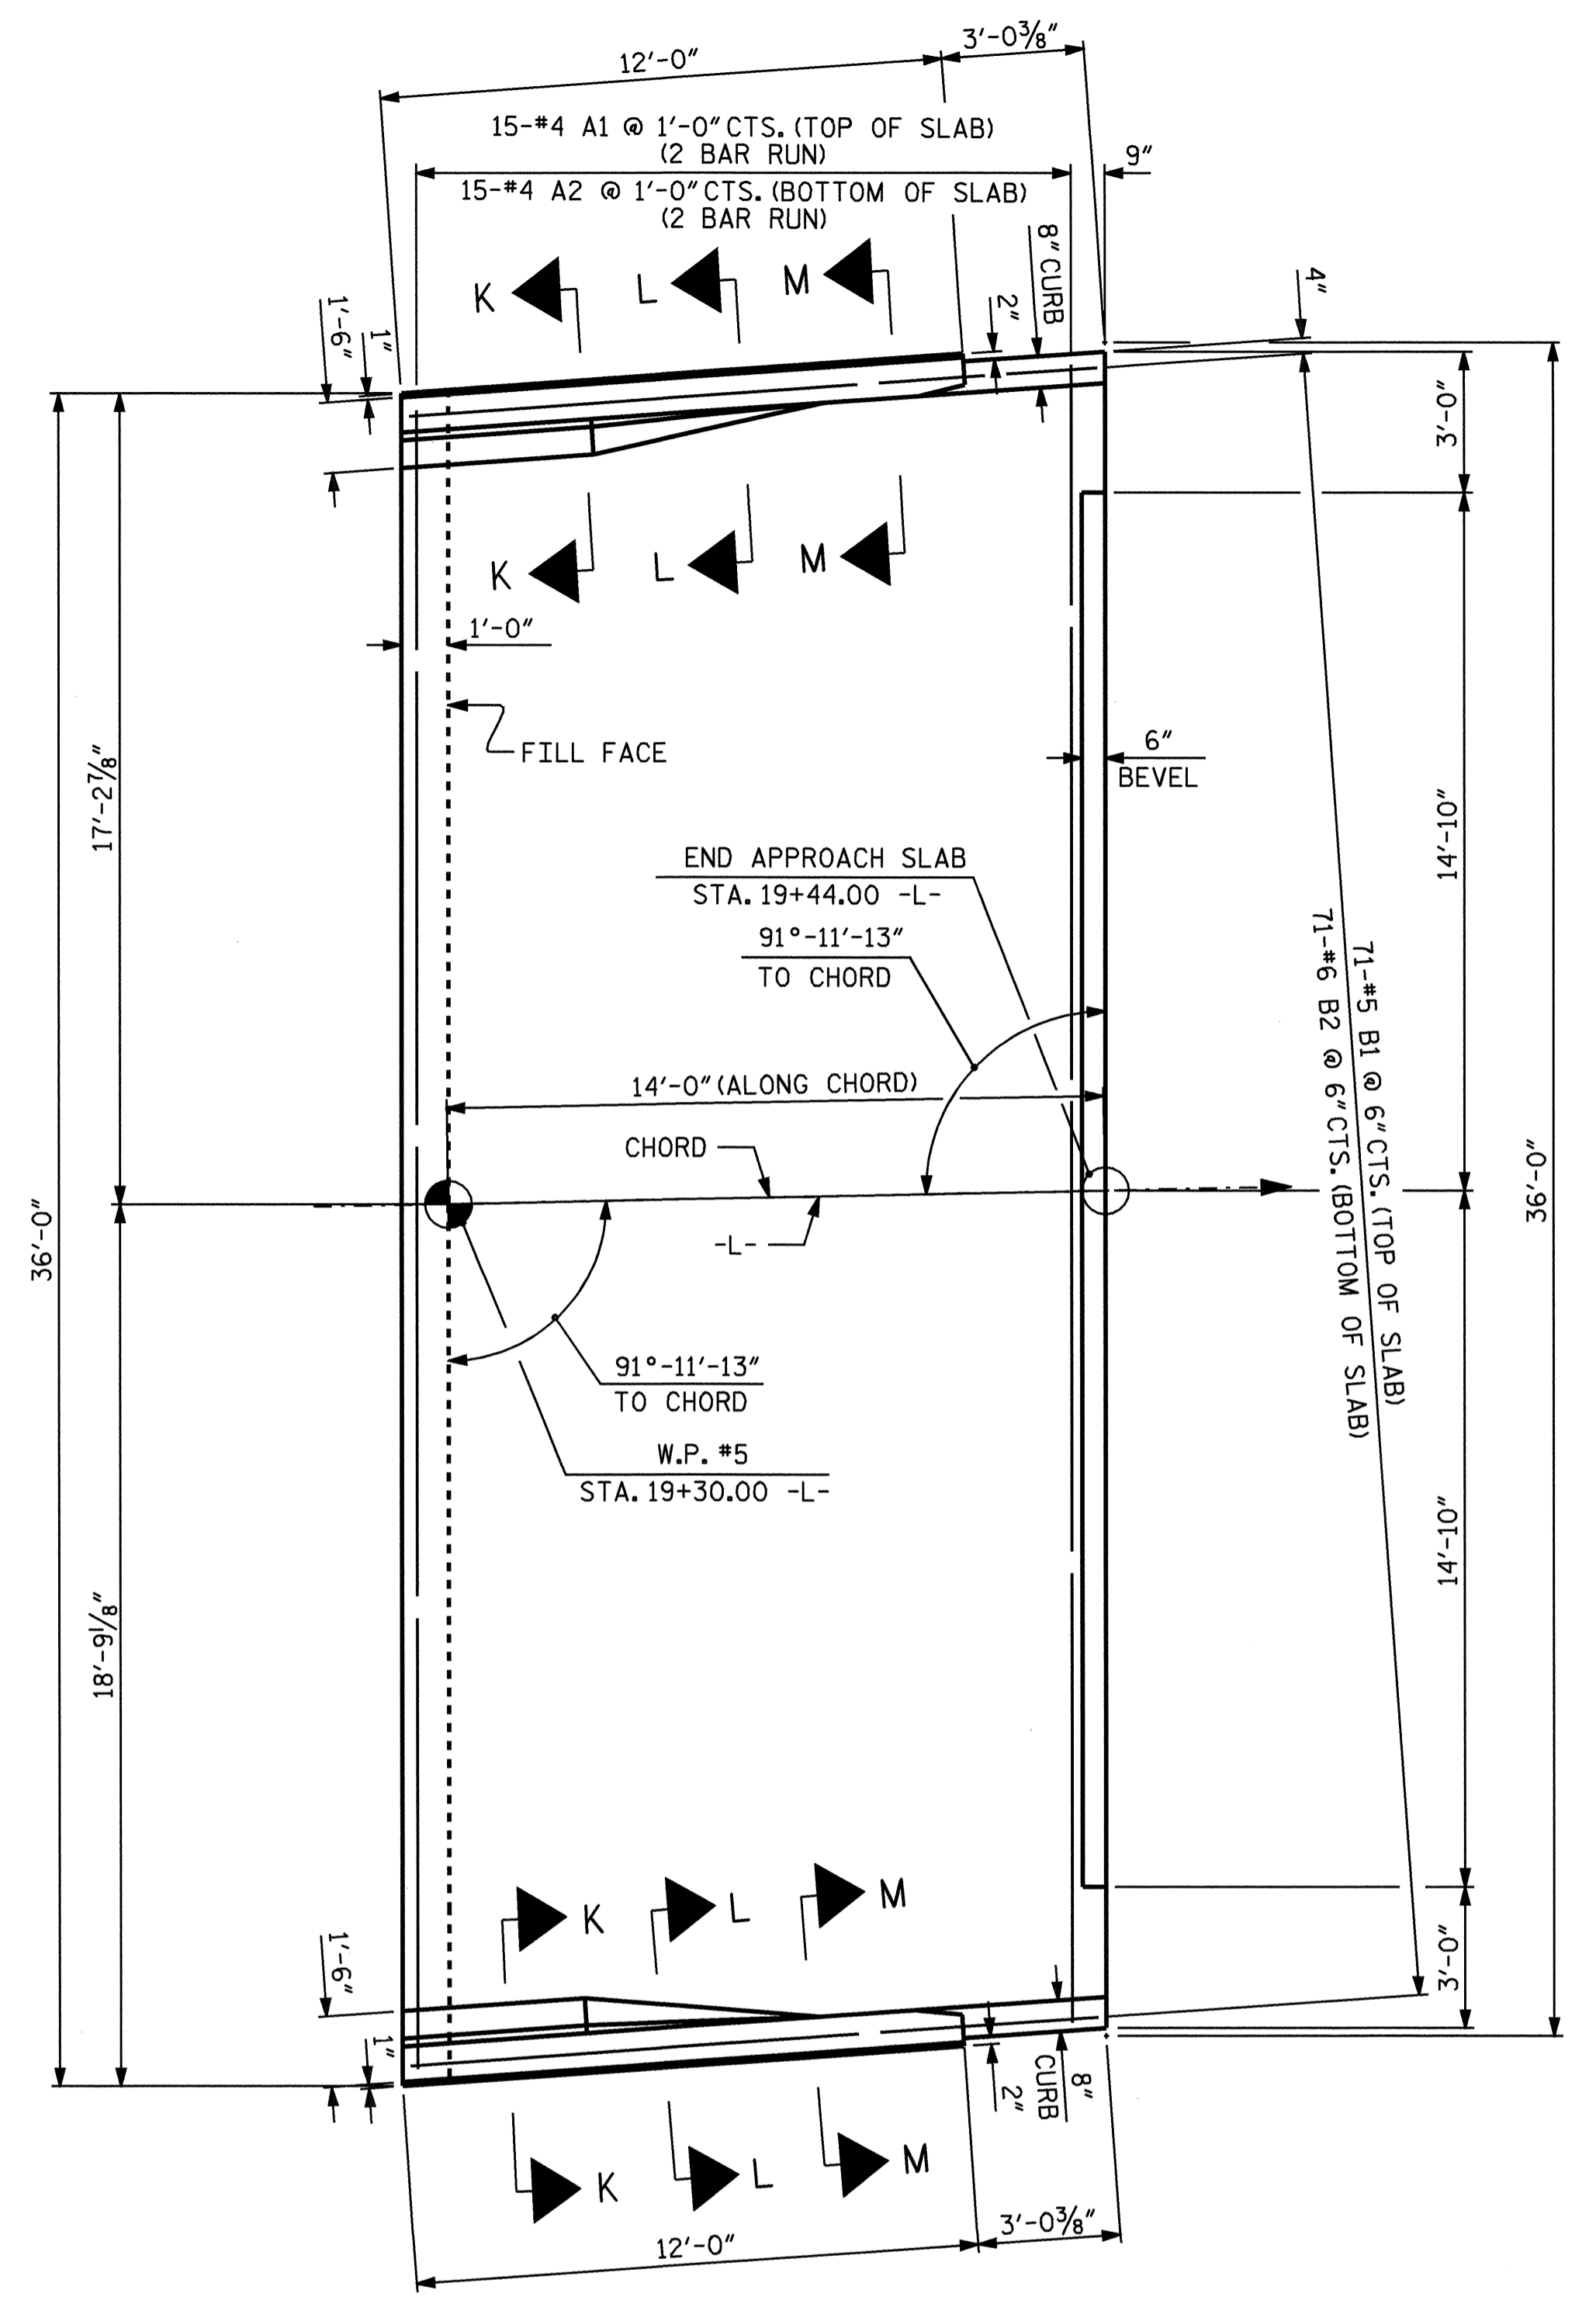 12'-0"
3'-0⅜"
15-#4 A1 @ 1'-0" CTS. (TOP OF SLAB)
(2 BAR RUN)
9"
15-#4 A2 @ 1'-0" CTS. (BOTTOM OF SLAB)
(2 BAR RUN)
K
L
M
8" CURB
2"
4"
1'-6"
1"
3'-0"
K
L
M
1'-0"
FILL FACE
17'-2⅞"
6"
BEVEL
14'-10"
END APPROACH SLAB
STA. 19+44.00 -L-
91°-11'-13"
TO CHORD
71-#5 B1 @ 6" CTS. (TOP OF SLAB)
71-#6 B2 @ 6" CTS. (BOTTOM OF SLAB)
14'-0" (ALONG CHORD)
CHORD
36'-0"
36'-0"
-L-
91°-11'-13"
TO CHORD
W.P. #5
STA. 19+30.00 -L-
14'-10"
18'-9⅛"
K
L
M
1'-6"
3'-0"
1"
2"
8"
CURB
K
L
M
12'-0"
3'-0⅜"